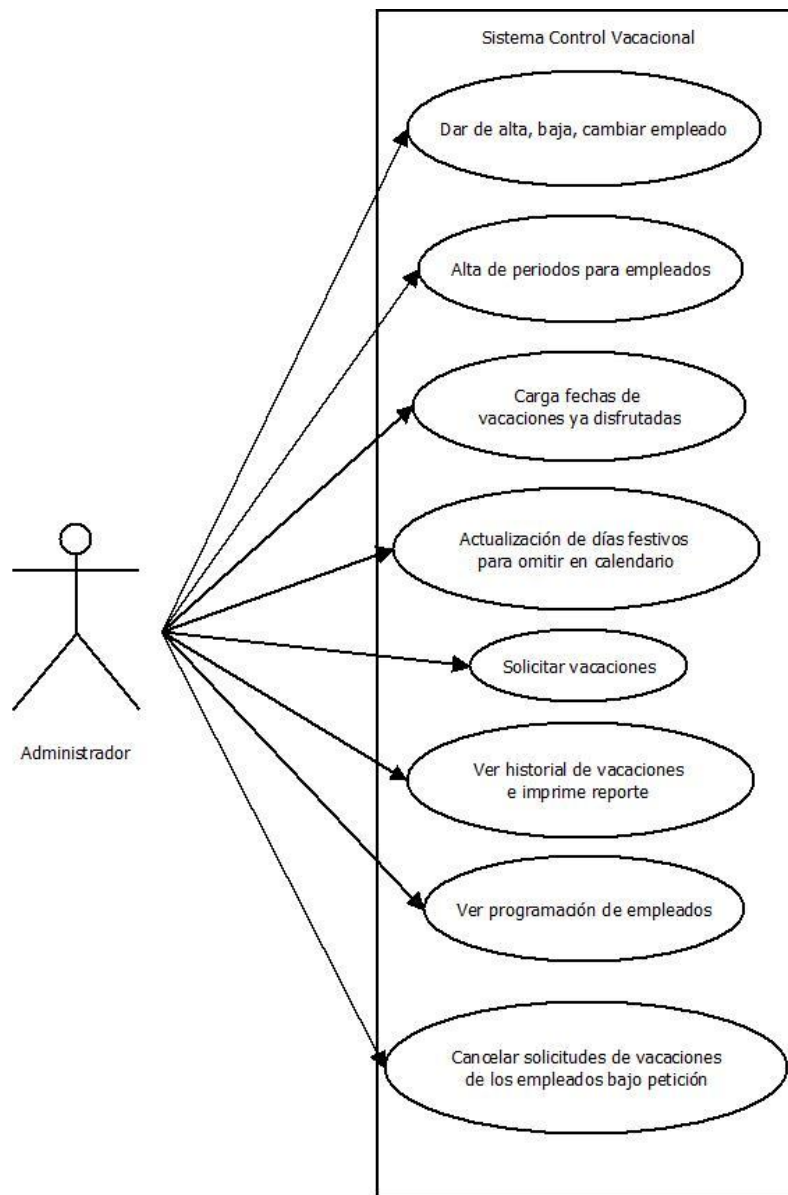 Sistema Control Vacacional
Dar de alta, baja, cambiar empleado
Alta de periodos para empleados
Carga fechas de
vacaciones ya disfrutadas
Actualización de días festivos
para omitir en calendario
Solicitar vacaciones
Administrador
Ver historial de vacaciones
e imprime reporte
Ver programación de empleados
Cancelar solicitudes de vacaciones
de los empleados bajo petición